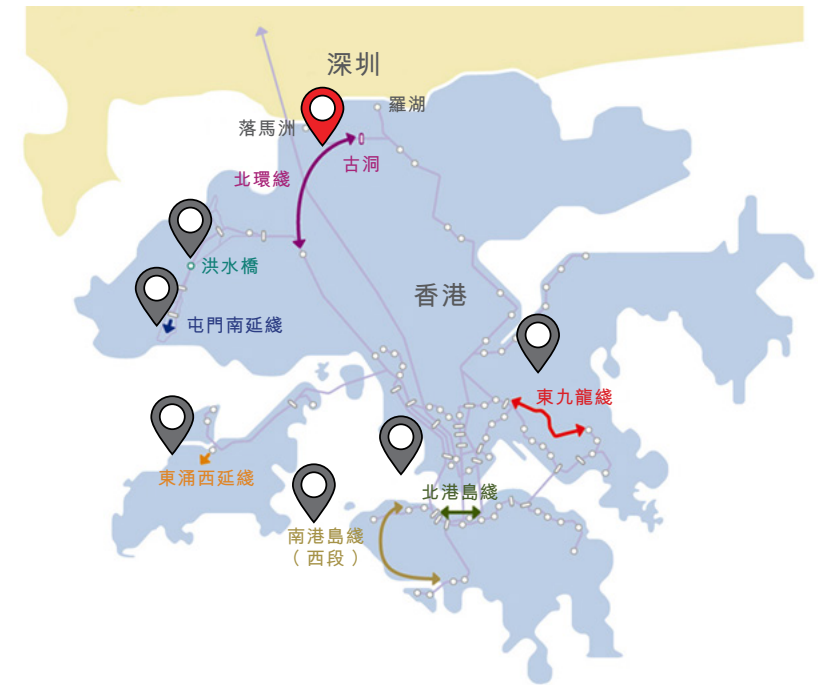 深圳
羅湖
落馬洲
古洞
北環綫
洪水橋
香港
屯門南延綫
東九龍綫
東涌西延綫
北港島綫
南港島綫
（西段）